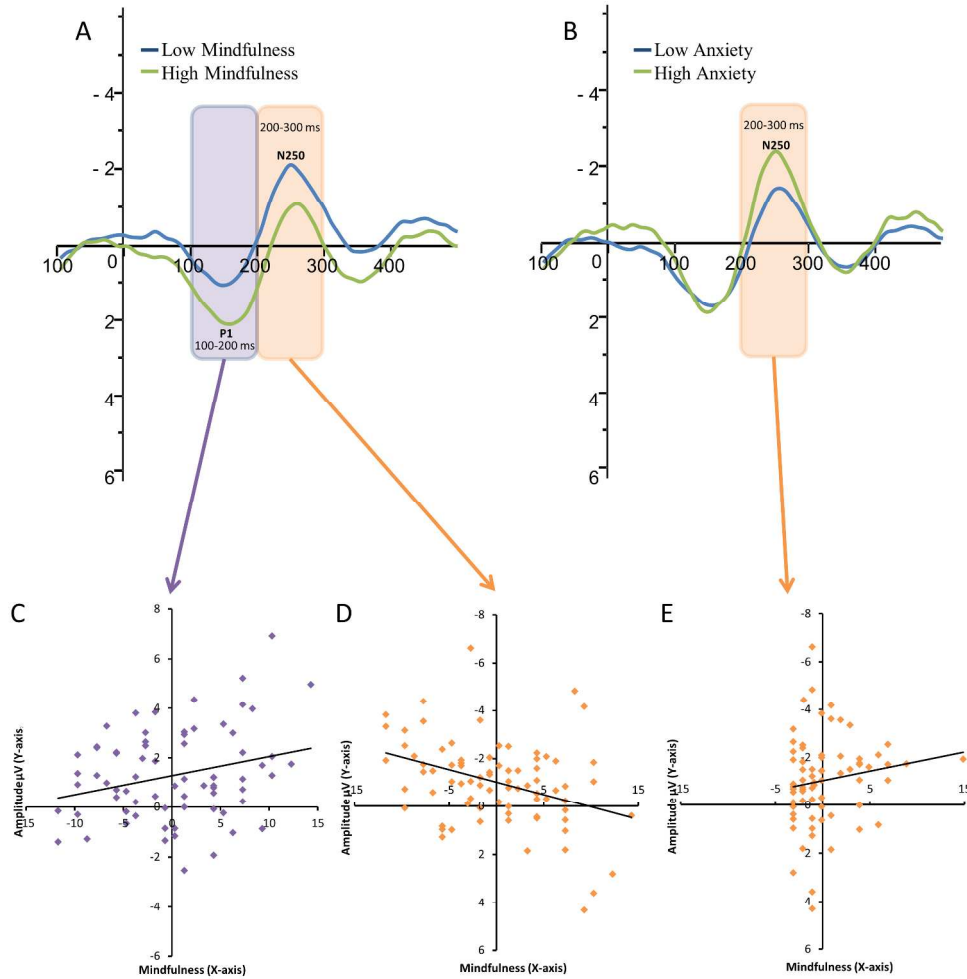 A
Low Mindfulness
High Mindfulness
- 4
- 2
200-300 ms
N250
100
0
100
200
300
400
P1
100-200 ms
2
4
6
B
Low Anxiety
High Anxiety
- 4
- 2
200-300 ms
N250
100
0
100
200
300
400
2
4
6
C
8
6
4
2
0
15
-10
-5
0
5
10
15
-2
-4
-6
AmplitudeµV (Y-axis
Mindfulness (X-axis)
D
-8
-6
-4
-2
0
15
-5
5
15
2
4
6
Amplitude µV (Y-axis)
Mindfulness (X-axis)
E
-8
-6
-4
-2
0
15
-5
5
15
2
4
6
Amplitude µV (Y-axis)
Mindfulness (X-axis)